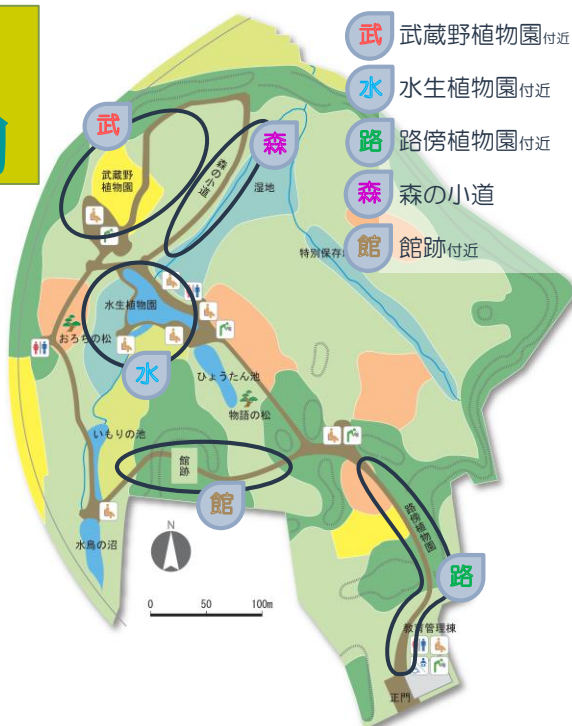 武 武蔵野植物園付近
水 水生植物園付近
路 路傍植物園付近
森 森の小道
館 館跡付近
武
森
武蔵野
植物園
森の小道
湿地
水生植物園
おろちの松
水
ひょうたん池
物語の松
いもりの池
館跡
館
水鳥の沼
N
0 50 100m
路傍植物園
路
教育管理棟
正門